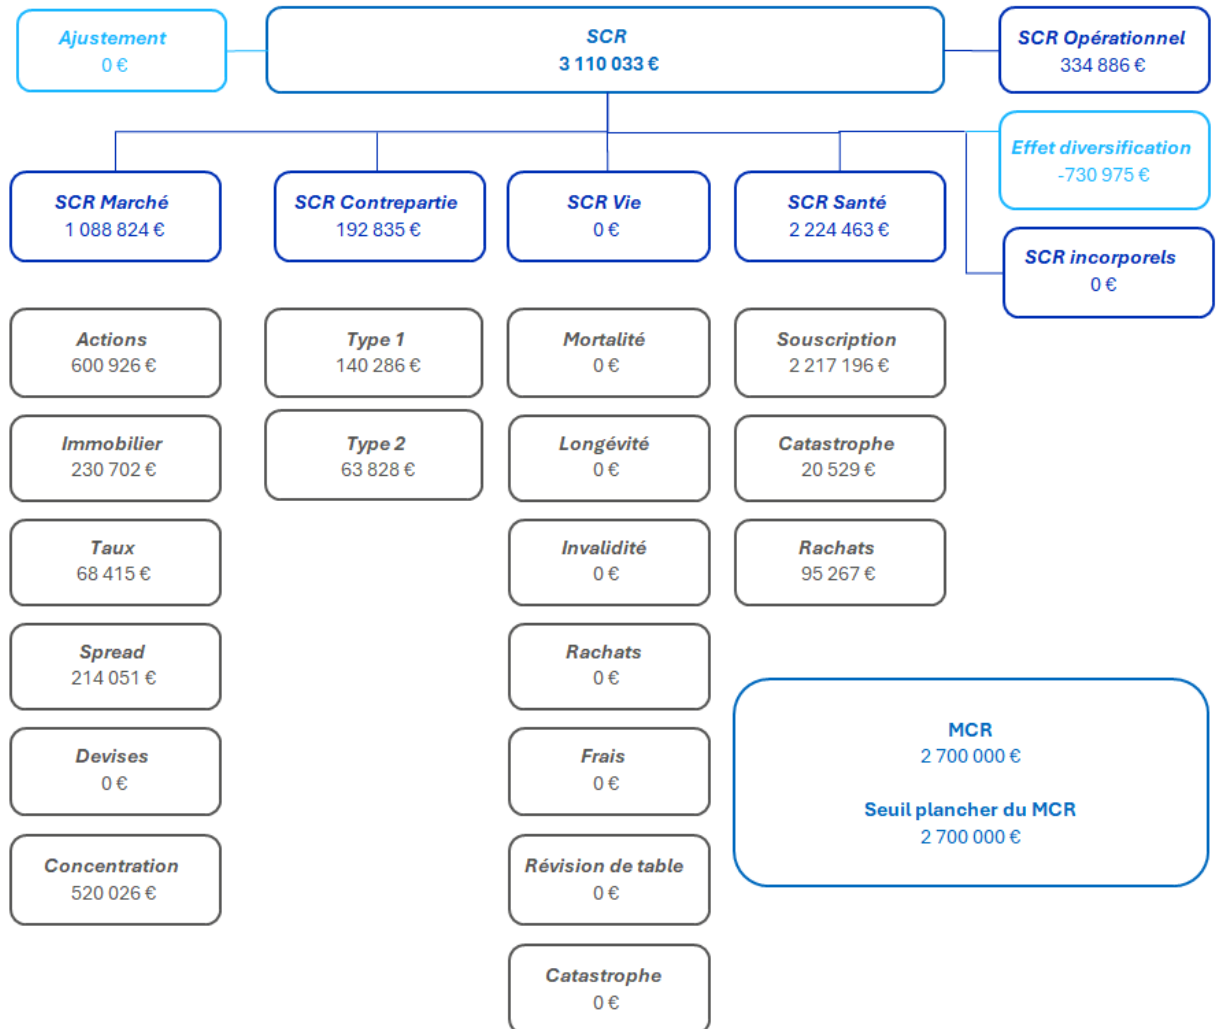 Ajustement
0 €
SCR
3 110 033 €
SCR Opérationnel
334 886 €
Effet diversification
-730 975 €
SCR Marché
1 088 824 €
SCR Contrepartie
192 835 €
SCR Vie
0 €
SCR Santé
2 224 463 €
SCR incorporels
0 €
Actions
600 926 €
Type 1
140 286 €
Mortalité
0 €
Souscription
2 217 196 €
Immobilier
230 702 €
Type 2
63 828 €
Longévité
0 €
Catastrophe
20 529 €
Taux
68 415 €
Invalidité
0 €
Rachats
95 267 €
Spread
214 051 €
Rachats
0 €
Devises
0 €
Frais
0 €
MCR
2 700 000 €
Seuil plancher du MCR
2 700 000 €
Concentration
520 026 €
Révision de table
0 €
Catastrophe
0 €